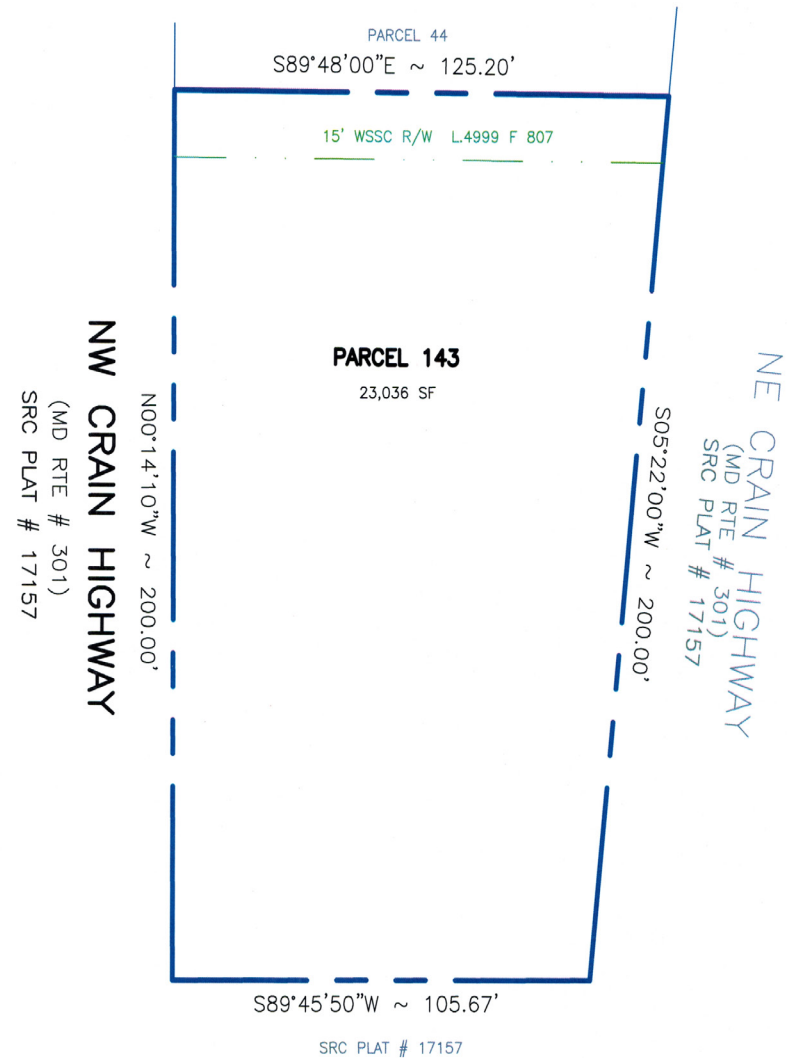 PARCEL 44
S89°48'00"E ~ 125.20'
15' WSSC R/W L.4999 F 807
PARCEL 143
23,036 SF
N00°14'10"W ~ 200.00'
NW CRAIN HIGHWAY
(MD RTE # 301)
SRC PLAT # 17157
S05°22'00"W ~ 200.00'
NE CRAIN HIGHWAY
(MD RTE # 301)
SRC PLAT # 17157
S89°45'50"W ~ 105.67'
SRC PLAT # 17157